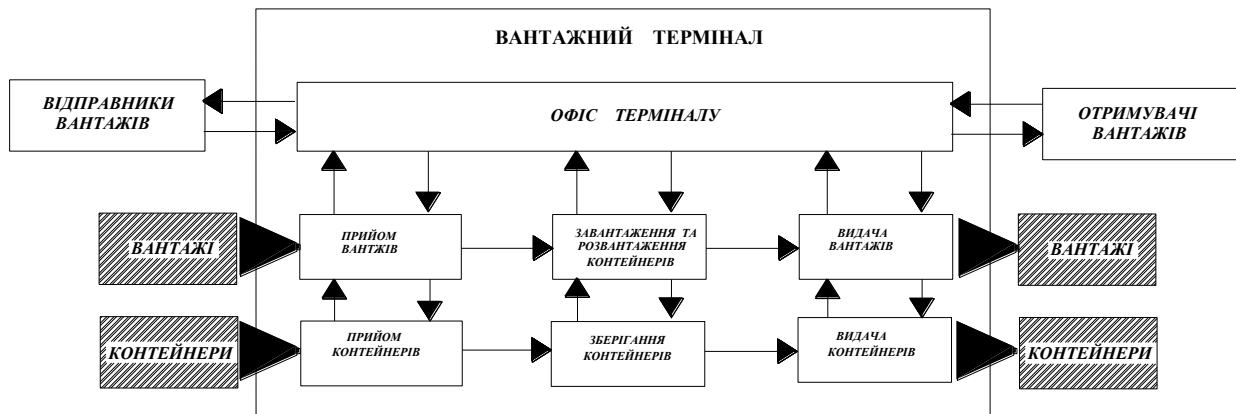 ВАНТАЖНИЙ ТЕРМІНАЛ
ВІДПРАВНИКИ
ВАНТАЖІВ
ОФІС ТЕРМІНАЛУ
ОТРИМУВАЧІ
ВАНТАЖІВ
ВАНТАЖІ
ПРИЙОМ
ВАНТЖІВ
ЗАВАНТАЖЕННЯ ТА
РОЗВАНТАЖЕННЯ
КОНТЕЙНЕРІВ
ВИДАЧА
ВАНТАЖІВ
ВАНТАЖІ
КОНТЕЙНЕРИ
ПРИЙОМ
КОНТЕЙНЕРІВ
ЗБЕРІГАННЯ
КОНТЕЙНЕРІВ
ВИДАЧА
КОНТЕЙНЕРІВ
КОНТЕЙНЕРИ